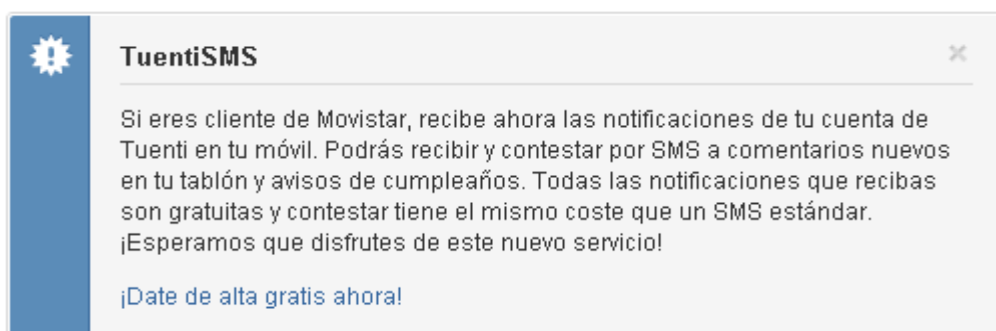 TuentiSMS
Si eres cliente de Movistar, recibe ahora las notificaciones de tu cuenta de
Tuenti en tu móvil. Podrás recibir y contestar por SMS a comentarios nuevos
en tu tablón y avisos de cumpleaños. Todas las notificaciones que recibas
son gratuitas y contestar tiene el mismo coste que un SMS estándar.
¡Esperamos que disfrutes de este nuevo servicio!
¡Date de alta gratis ahora!